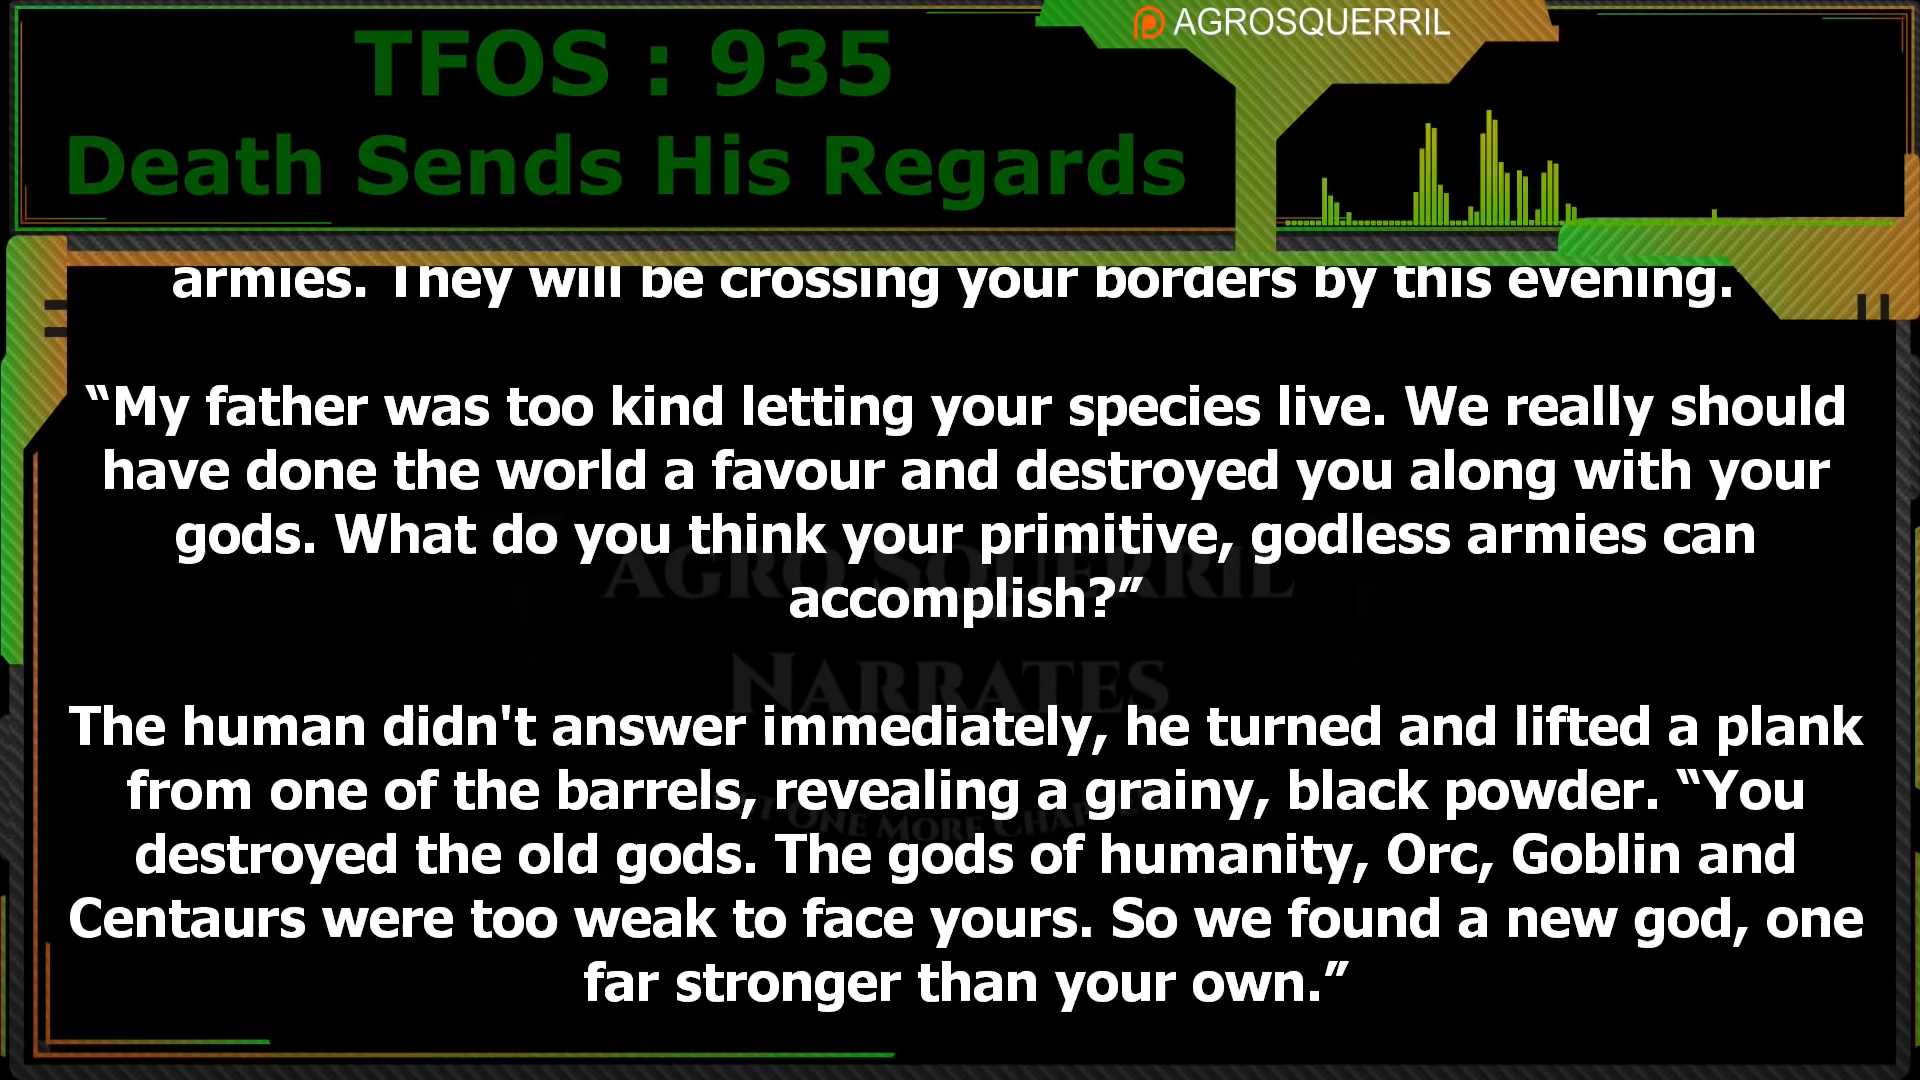 AGROSQUERRIL
TFOS : 935
Death Sends His Regards
armies. They will be crossing your borders by this evening.
“My father was too kind letting your species live. We really should
have done the world a favour and destroyed you along with your
gods. What do you think your primitive, godless armies can
accomplish?”
AGRO SQUERRIL
NARRATES
The human didn't answer immediately, he turned and lifted a plank
from one of the barrels, revealing a grainy, black powder. “You
ONE MORE
destroyed the old gods. The gods of humanity, Orc, Goblin and
Centaurs were too weak to face yours. So we found a new god, one
far stronger than your own.”